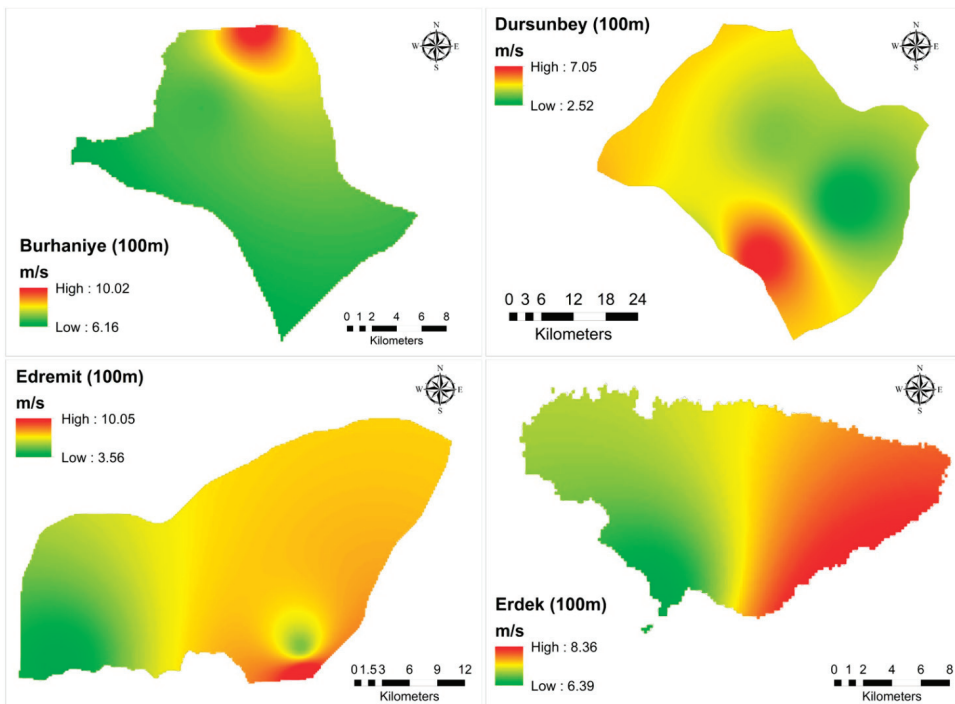 N
W E
S
Burhaniye (100m)
m/s
High : 10.02
Low : 6.16
0 1 2 4 6 8
Kilometers
N
W E
S
Dursunbey (100m)
m/s
High : 7.05
Low : 2.52
0 3 6 12 18 24
Kilometers
N
W E
S
Edremit (100m)
m/s
High : 10.05
Low : 3.56
0 1.5 3 6 9 12
Kilometers
N
W E
S
Erdek (100m)
m/s
High : 8.36
Low : 6.39
0 1 2 4 6 8
Kilometers